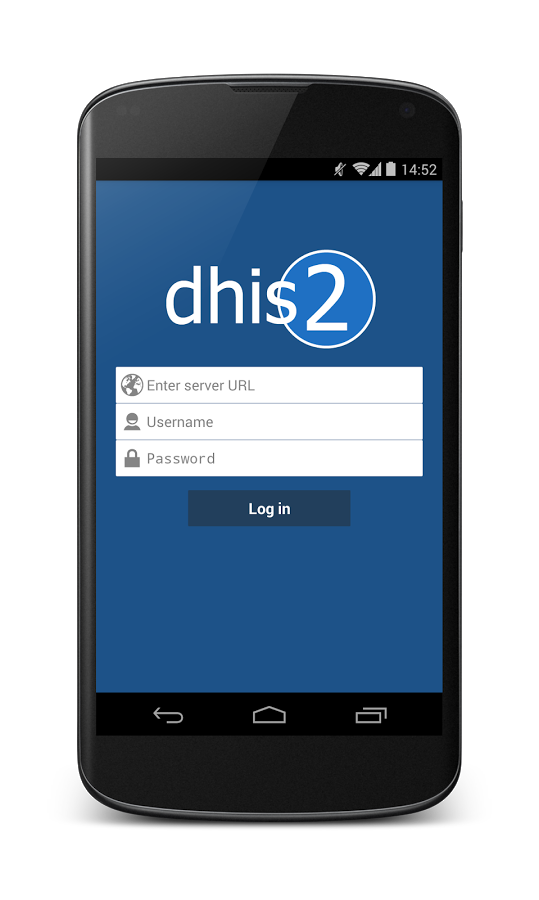 14:52
dhis2
Enter server URL
Username
Password
Log in